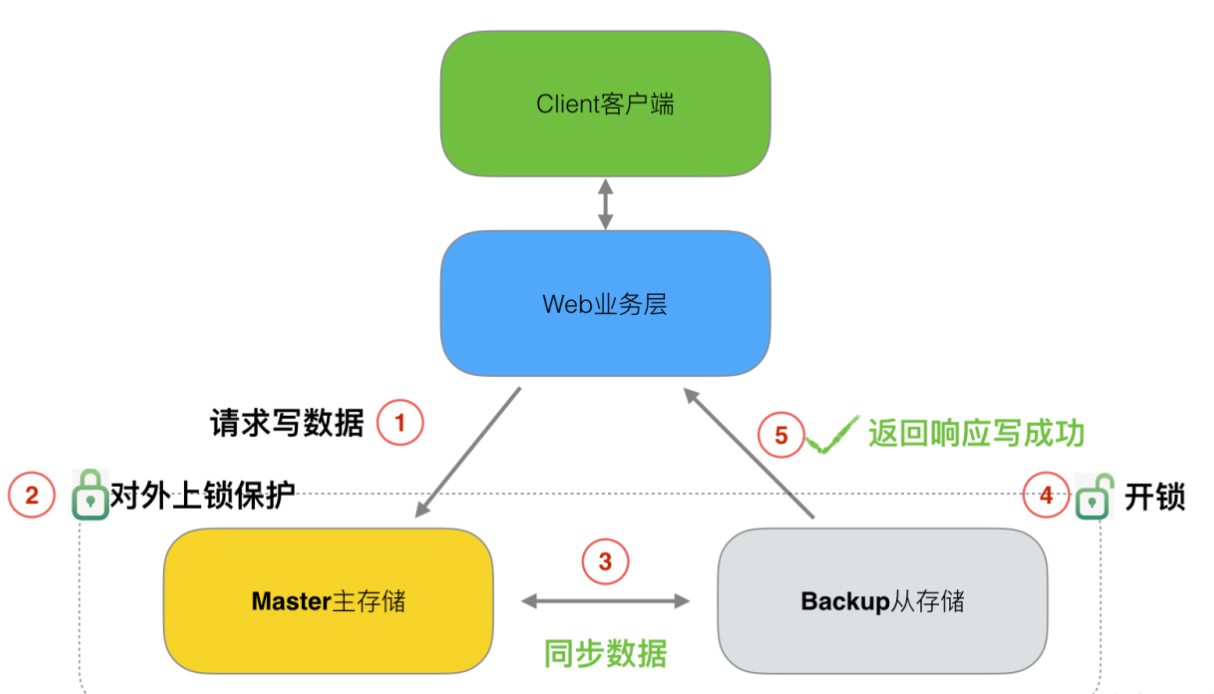 Client客户端
Web业务层
请求写数据 1
5 返回响应写成功
2 对外上锁保护
4 开锁
3
Master主存储
Backup从存储
同步数据